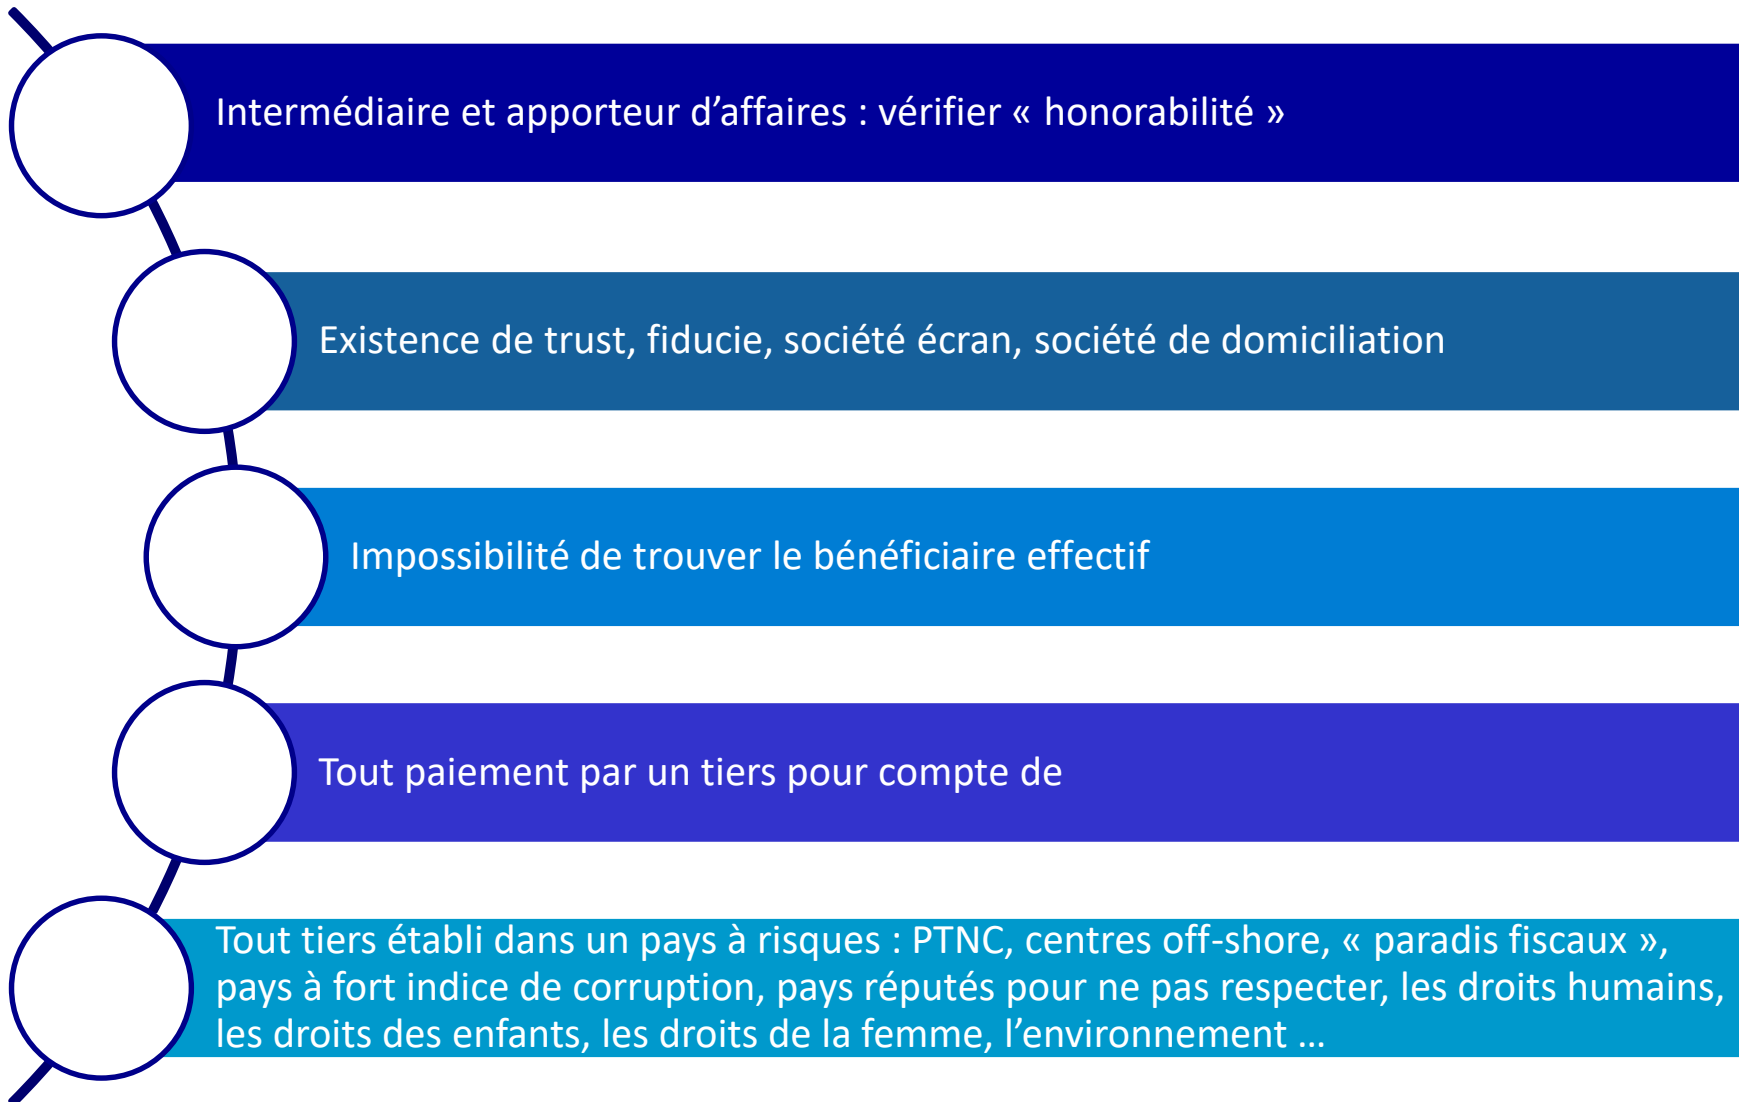 Intermédiaire et apporteur d’affaires : vérifier « honorabilité »
Existence de trust, fiducie, société écran, société de domiciliation
Impossibilité de trouver le bénéficiaire effectif
Tout paiement par un tiers pour compte de
Tout tiers établi dans un pays à risques : PTNC, centres off-shore, « paradis fiscaux »,
pays à fort indice de corruption, pays réputés pour ne pas respecter, les droits humains,
les droits des enfants, les droits de la femme, l’environnement …